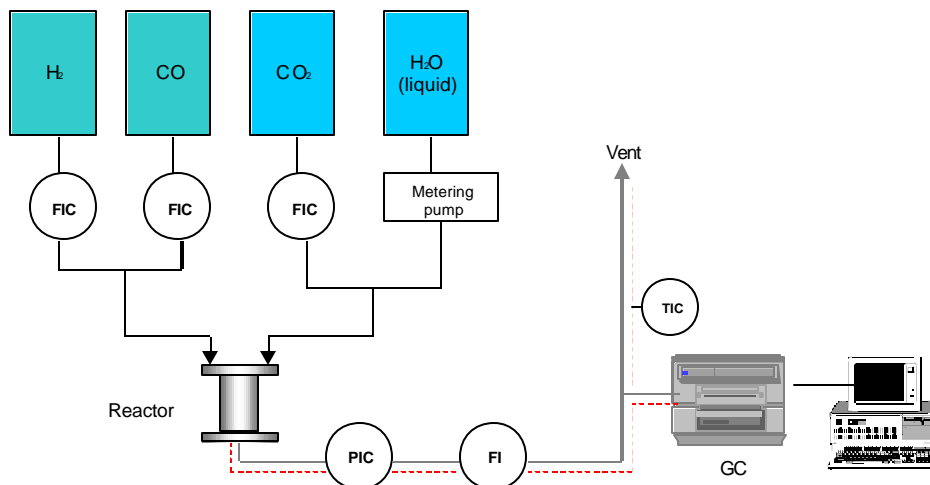 H₂
CO
CO₂
H₂O
(liquid)
Vent
FIC
FIC
FIC
Metering
pump
TIC
Reactor
PIC
FI
GC